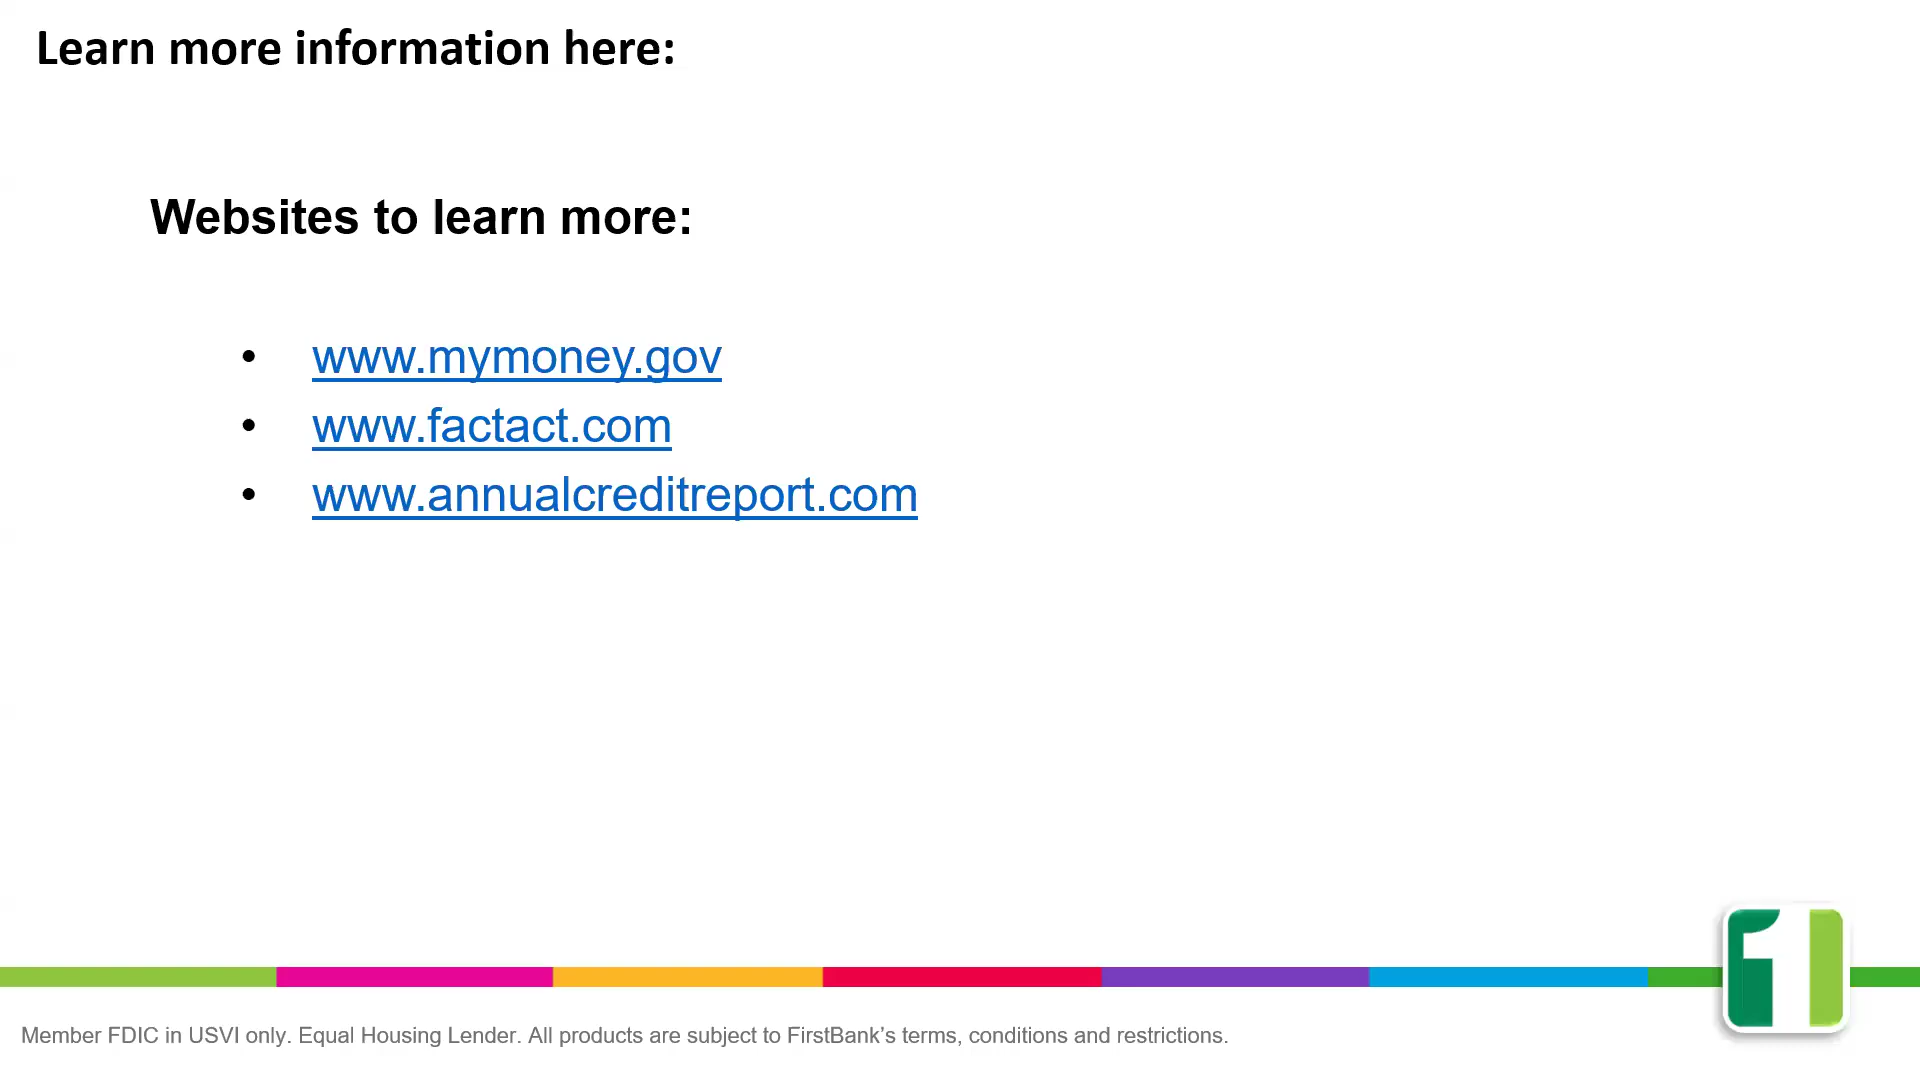 Learn more information here:
Websites to learn more:
• www.mymoney.gov
• www.factact.com
• www.annualcreditreport.com
1
Member FDIC in USVI only. Equal Housing Lender. All products are subject to FirstBank’s terms, conditions and restrictions.